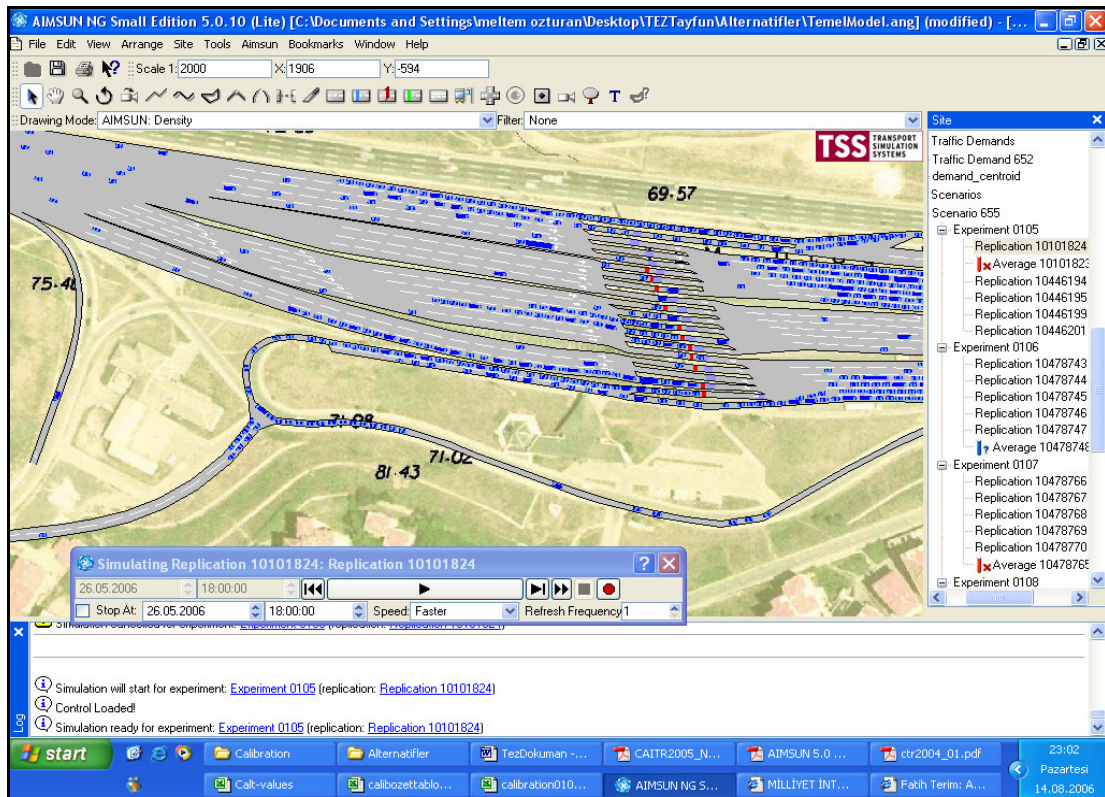 AIMSUN NG Small Edition 5.0.10 (Lite) [C:\Documents and Settings\meltem ozturan\Desktop\TEZTayfun\Alternatifler\TemelModel.ang] (modified) - [...
File Edit View Arrange Site Tools Aimsun Bookmarks Window Help
Scale 1: 2000 X: 1906 Y: -594
Drawing Mode: AIMSUN: Density Filter: None
TSS TRANSPORT SIMULATION SYSTEMS
69.57
75.48
71.08
71.02
81.43
Site
Traffic Demands
Traffic Demand 652
demand_centroid
Scenarios
Scenario 655
Experiment 0105
Replication 10101824
Average 10101823
Replication 10446194
Replication 10446195
Replication 10446199
Replication 10446201
Experiment 0106
Replication 10478743
Replication 10478744
Replication 10478745
Replication 10478746
Replication 10478747
Average 10478748
Experiment 0107
Replication 10478766
Replication 10478767
Replication 10478768
Replication 10478769
Replication 10478770
Average 10478765
Experiment 0108
Simulating Replication 10101824: Replication 10101824
26.05.2006 18:00:00
Stop At: 26.05.2006 18:00:00 Speed: Faster Refresh Frequency 1
Log
Simulation will start for experiment: Experiment 0105 (replication: Replication 10101824)
Control Loaded!
Simulation ready for experiment: Experiment 0105 (replication: Replication 10101824)
start Calibration Alternatifler TezDokuman -... CAITR2005_N... AIMSUN 5.0 ... ctr2004_01.pdf 23:02
Pazartesi
Calt-values calibozettablo... calibration010... AIMSUN NG S... MİLLİYET İNT... Fatih Terim: A... 14.08.2006